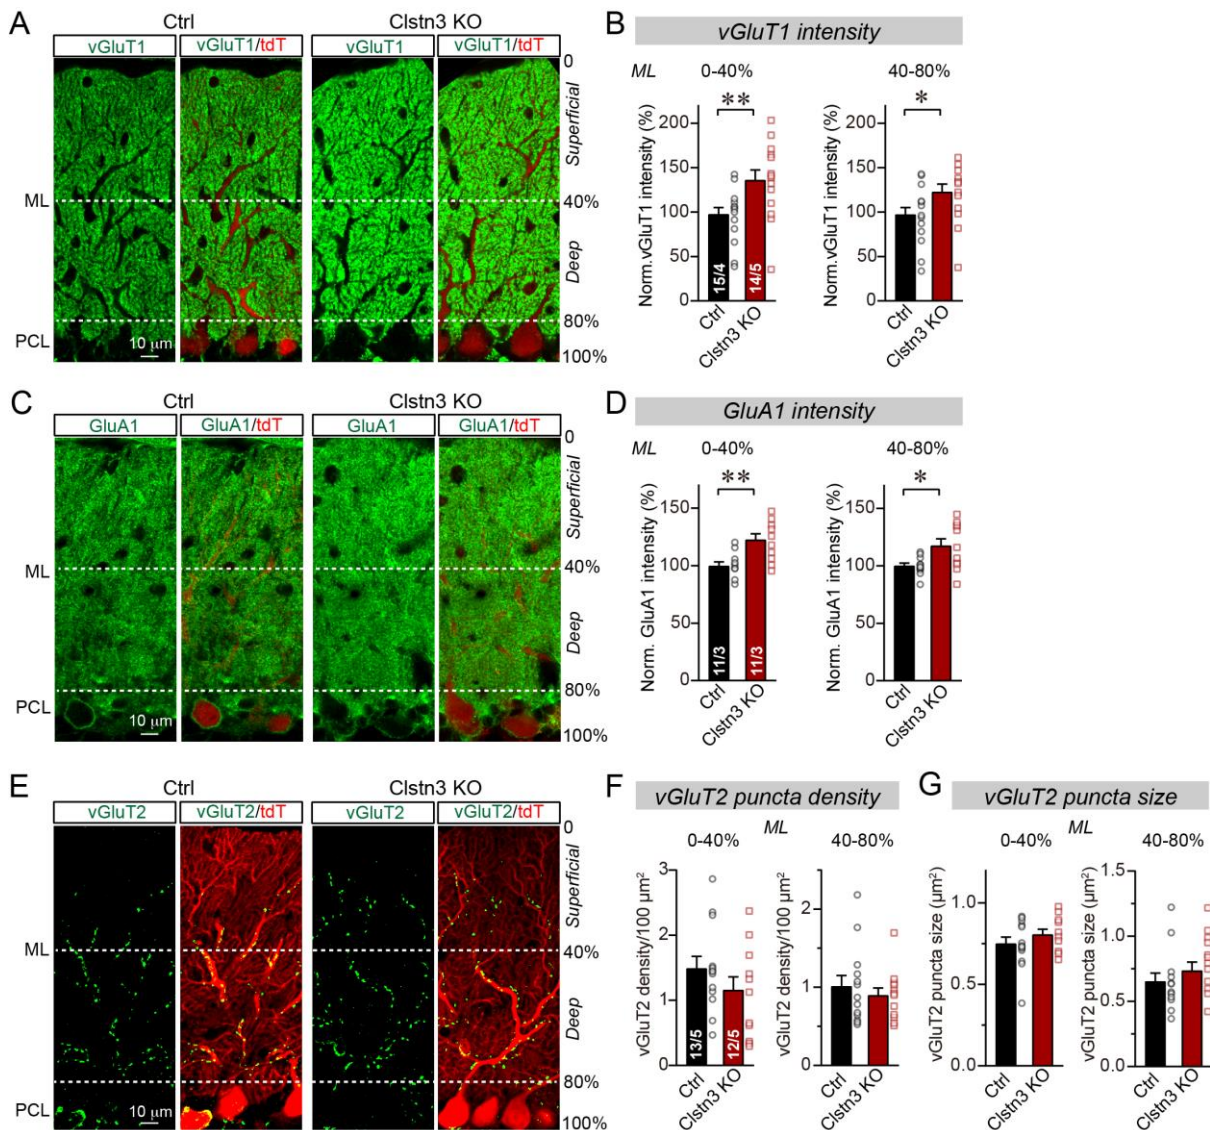 A
Ctrl
Clstn3 KO
vGluT1
vGluT1/tdT
vGluT1
vGluT1/tdT
0
Superficial
ML
40%
Deep
80%
PCL
10 µm
100%
B
vGluT1 intensity
ML 0-40%
40-80%
**
*
Norm.vGluT1 intensity (%)
200
150
100
50
0
15/4
14/5
Ctrl
Clstn3 KO
Norm.vGluT1 intensity (%)
200
150
100
50
0
Ctrl
Clstn3 KO
C
Ctrl
Clstn3 KO
GluA1
GluA1/tdT
GluA1
GluA1/tdT
0
Superficial
ML
40%
Deep
80%
PCL
10 µm
100%
D
GluA1 intensity
ML 0-40%
40-80%
**
*
Norm. GluA1 intensity (%)
150
100
50
0
11/3
11/3
Ctrl
Clstn3 KO
Norm. GluA1 intensity (%)
150
100
50
0
Ctrl
Clstn3 KO
E
Ctrl
Clstn3 KO
vGluT2
vGluT2/tdT
vGluT2
vGluT2/tdT
0
Superficial
ML
40%
Deep
80%
PCL
10 µm
100%
F
vGluT2 puncta density
ML
0-40%
40-80%
vGluT2 density/100 µm²
3
2
1
0
13/5
12/5
Ctrl
Clstn3 KO
vGluT2 density/100 µm²
2
1
0
Ctrl
Clstn3 KO
G
vGluT2 puncta size
ML
0-40%
40-80%
vGluT2 puncta size (µm²)
1.0
0.5
0.0
Ctrl
Clstn3 KO
vGluT2 puncta size (µm²)
1.5
1.0
0.5
0.0
Ctrl
Clstn3 KO